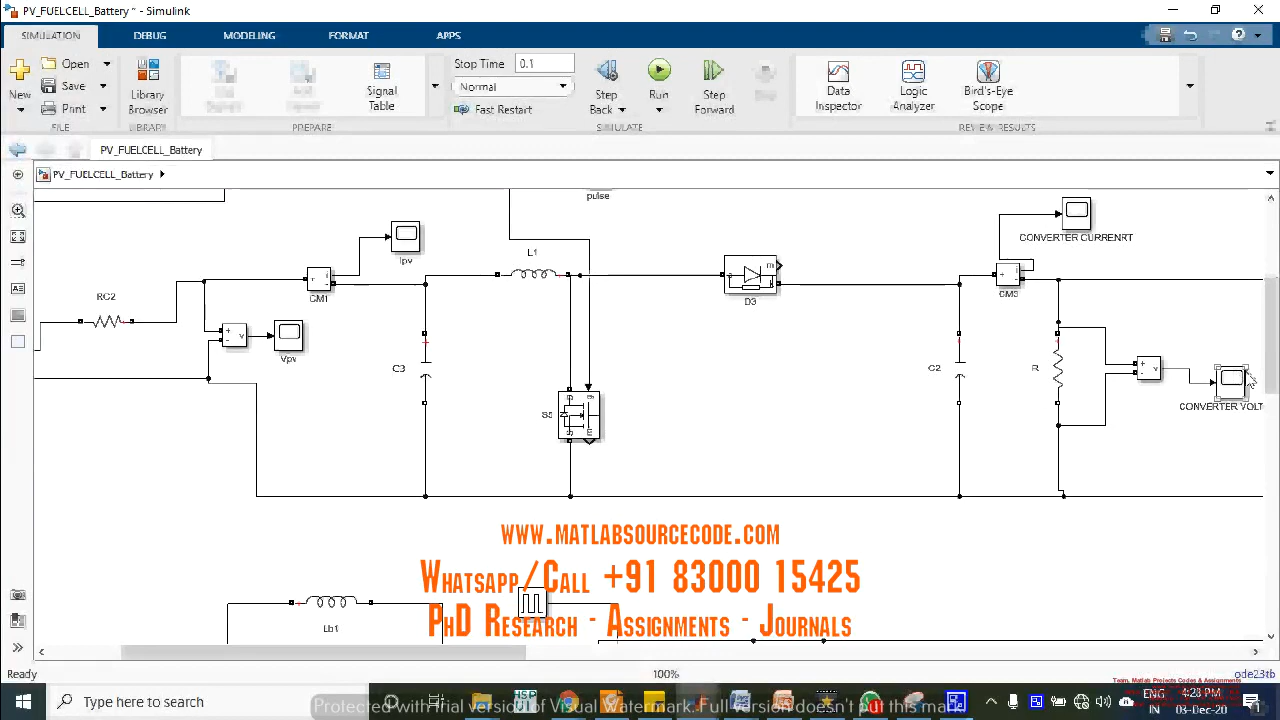 PV_FUELCELL_Battery * - Simulink
SIMULATION
DEBUG
MODELING
FORMAT
APPS
New
Open
Save
Print
FILE
Library
Browser
LIBRARY
Signal
Table
PREPARE
Stop Time 0.1
Normal
Fast Restart
Step
Back
Run
Step
Forward
SIMULATE
Data
Inspector
Logic
Analyzer
Bird's-Eye
Scope
REVIEW RESULTS
PV_FUELCELL_Battery
PV_FUELCELL_Battery
pulse
CONVERTER CURRENRT
Ipv
L1
RC2
CM1
D3
CM3
Vpv
C3
C2
R
S5
CONVERTER VOLT
www.matlabsourcecode.com
Whatsapp/Call +91 83000 15425
PhD Research - Assignments - Journals
Lb1
Ready
100%
ode23tb
Team, Matlab Projects Codes & Assignments
Type here to search
Protected with trial version of Visual Watermark. Full version doesn't put this mark.
ENG
IN
03-Dec-20